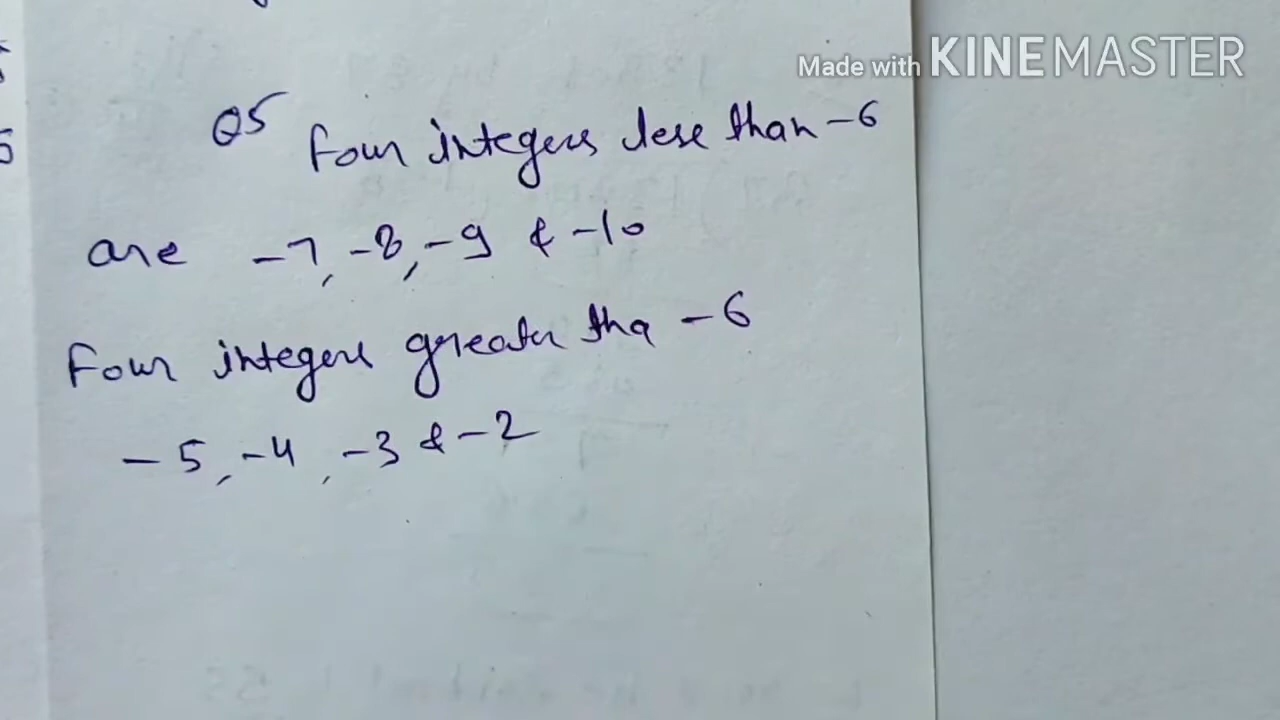 Made with KINEMASTER
Q5 Four integers less than -6
are -7, -8, -9 & -10
Four integers greater tha -6
-5, -4, -3 & -2